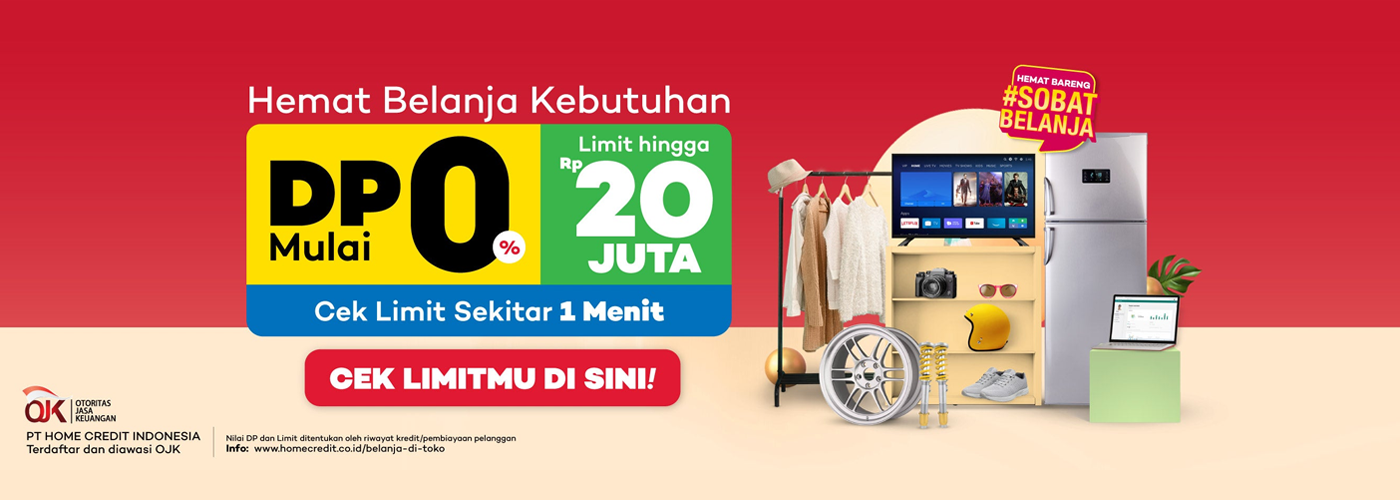 Hemat Belanja Kebutuhan
DP
Mulai
0%
Limit hingga
Rp
20
JUTA
Cek Limit Sekitar 1 Menit
CEK LIMITMU DI SINI!
HEMAT BARENG
#SOBAT
BELANJA
OJK
OTORITAS
JASA
KEUANGAN
PT HOME CREDIT INDONESIA
Terdaftar dan diawasi OJK
Nilai DP dan Limit ditentukan oleh riwayat kredit/pembiayaan pelanggan
Info: www.homecredit.co.id/belanja-di-toko